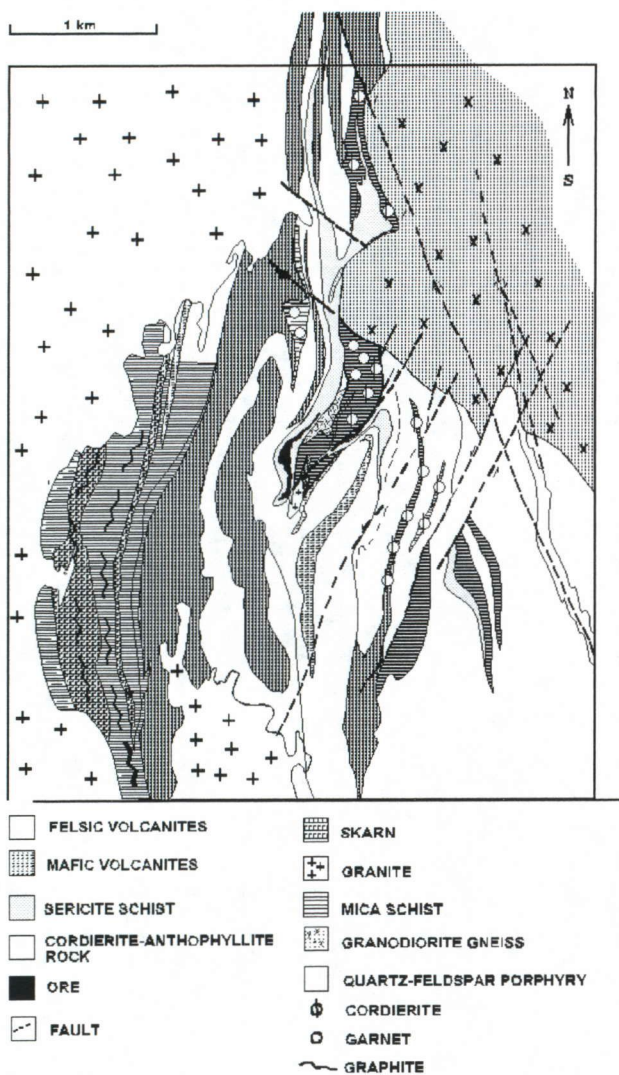 1 km
N
S
FELSIC VOLCANITES
MAFIC VOLCANITES
SERICITE SCHIST
CORDIERITE-ANTHOPHYLLITE
ROCK
ORE
FAULT
SKARN
GRANITE
MICA SCHIST
GRANODIORITE GNEISS
QUARTZ-FELDSPAR PORPHYRY
CORDIERITE
GARNET
GRAPHITE